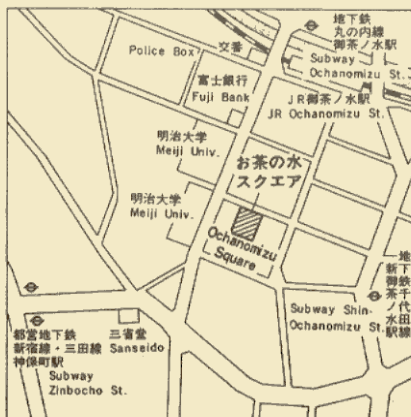 地下鉄
丸の内線
御茶ノ水駅
Subway
Ochanomizu St.
Police Box
交番
富士銀行
Fuji Bank
JR御茶ノ水駅
JR Ochanomizu St.
明治大学
Meiji Univ.
お茶の水
スクエア
明治大学
Meiji Univ.
Ochanomizu
Square
地下鉄千代田線
新御茶ノ水駅
Subway Shin-
Ochanomizu St.
都営地下鉄
新宿線・三田線
神保町駅
Subway
Zinbocho St.
三省堂
Sanseido